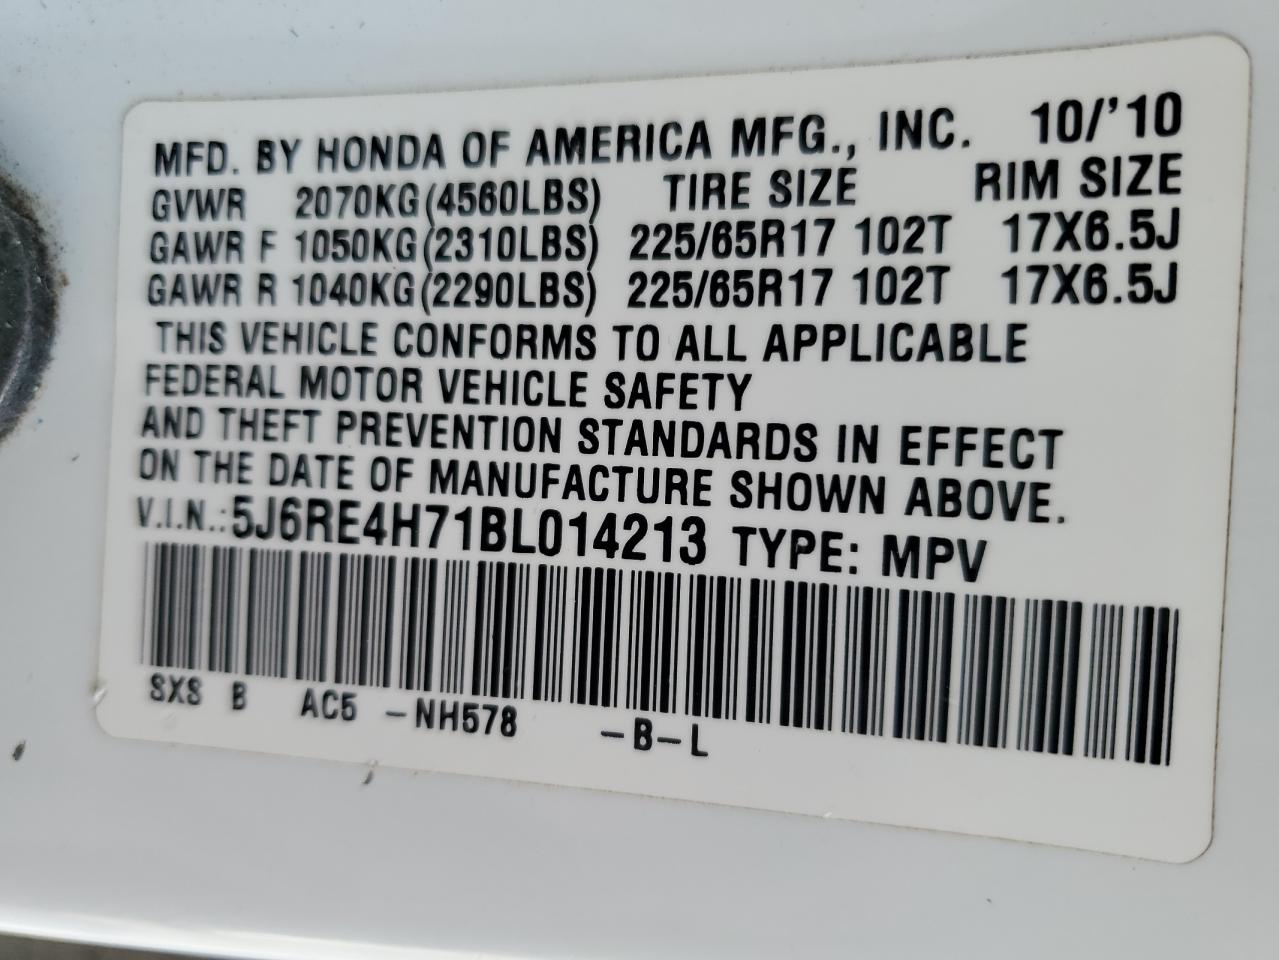 MFD. BY HONDA OF AMERICA MFG., INC. 10/'10
GVWR 2070KG(4560LBS) TIRE SIZE RIM SIZE
GAWR F 1050KG(2310LBS) 225/65R17 102T 17X6.5J
GAWR R 1040KG(2290LBS) 225/65R17 102T 17X6.5J
THIS VEHICLE CONFORMS TO ALL APPLICABLE
FEDERAL MOTOR VEHICLE SAFETY
AND THEFT PREVENTION STANDARDS IN EFFECT
ON THE DATE OF MANUFACTURE SHOWN ABOVE.
V.I.N.:5J6RE4H71BL014213 TYPE: MPV
SXS B AC5 -NH578 -B-L